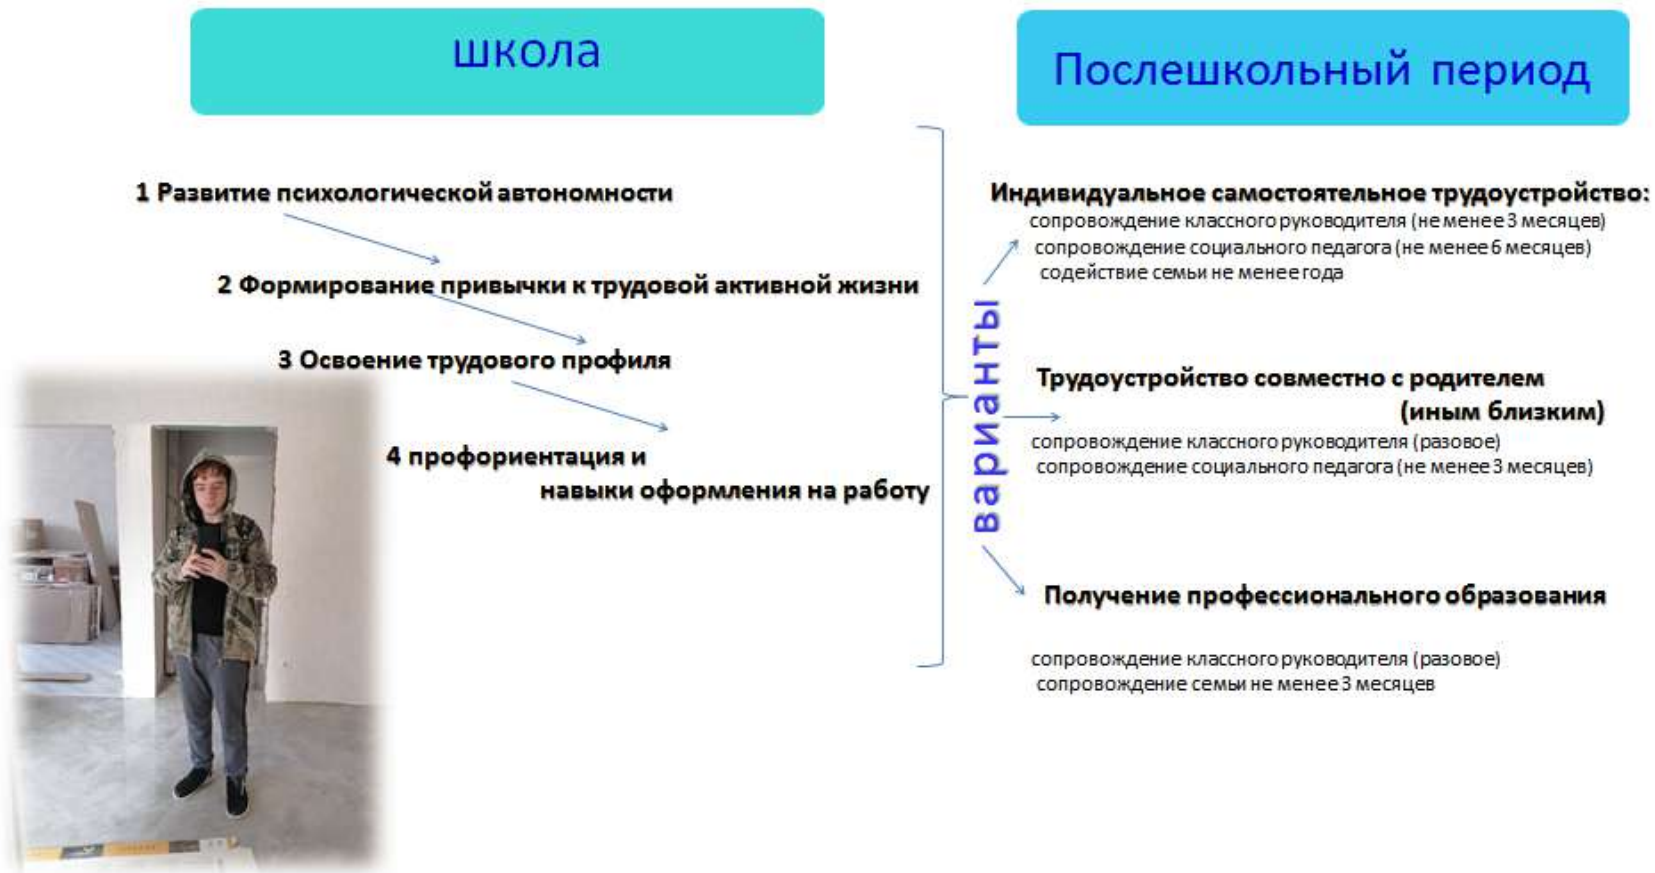 школа
1 Развитие психологической автономности
2 Формирование привычки к трудовой активной жизни
3 Освоение трудового профиля
4 профориентация и
навыки оформления на работу
варианты
Послешкольный период
Индивидуальное самостоятельное трудоустройство:
сопровождение классного руководителя (не менее 3 месяцев)
сопровождение социального педагога (не менее 6 месяцев)
содействие семьи не менее года
Трудоустройство совместно с родителем
(иным близким)
сопровождение классного руководителя (разовое)
сопровождение социального педагога (не менее 3 месяцев)
Получение профессионального образования
сопровождение классного руководителя (разовое)
сопровождение семьи не менее 3 месяцев